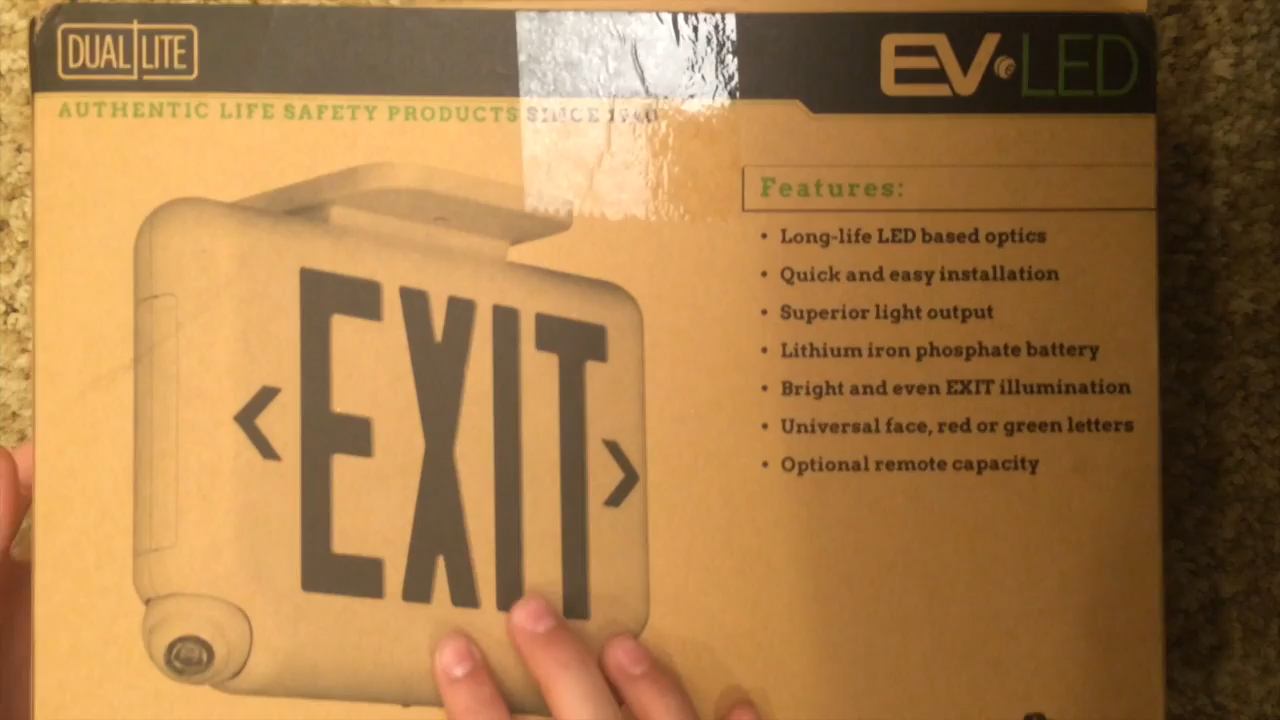 DUAL LITE
EV LED
AUTHENTIC LIFE SAFETY PRODUCTS SINCE 1940
Features:
• Long-life LED based optics
• Quick and easy installation
• Superior light output
• Lithium iron phosphate battery
• Bright and even EXIT illumination
• Universal face, red or green letters
• Optional remote capacity
< EXIT >